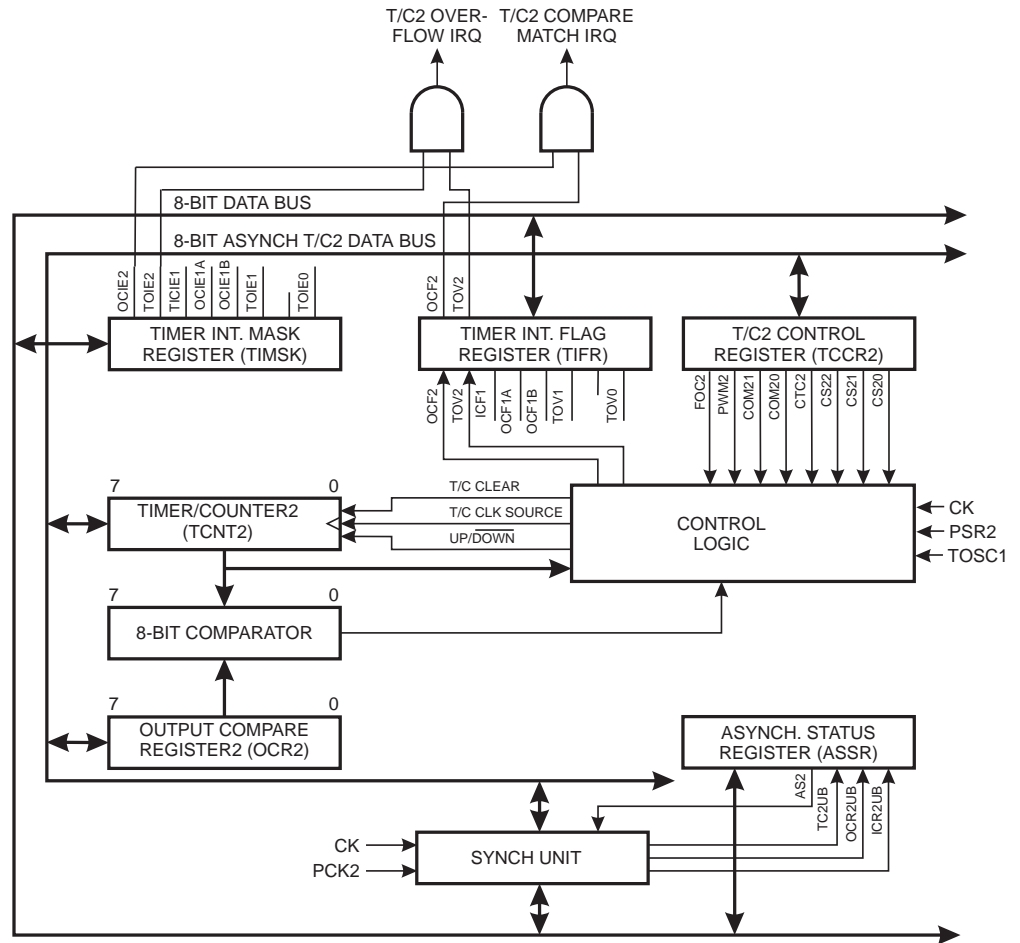 T/C2 OVER-
FLOW IRQ
T/C2 COMPARE
MATCH IRQ
8-BIT DATA BUS
8-BIT ASYNCH T/C2 DATA BUS
OCIE2
TOIE2
TICIE1
OCIE1A
OCIE1B
TOIE1
TOIE0
OCF2
TOV2
TIMER INT. MASK
REGISTER (TIMSK)
TIMER INT. FLAG
REGISTER (TIFR)
T/C2 CONTROL
REGISTER (TCCR2)
OCF2
TOV2
ICF1
OCF1A
OCF1B
TOV1
TOV0
FOC2
PWM2
COM21
COM20
CTC2
CS22
CS21
CS20
7
0
TIMER/COUNTER2
(TCNT2)
T/C CLEAR
T/C CLK SOURCE
UP/DOWN
CONTROL
LOGIC
CK
PSR2
TOSC1
7
0
8-BIT COMPARATOR
7
0
OUTPUT COMPARE
REGISTER2 (OCR2)
ASYNCH. STATUS
REGISTER (ASSR)
AS2
TC2UB
OCR2UB
ICR2UB
CK
PCK2
SYNCH UNIT